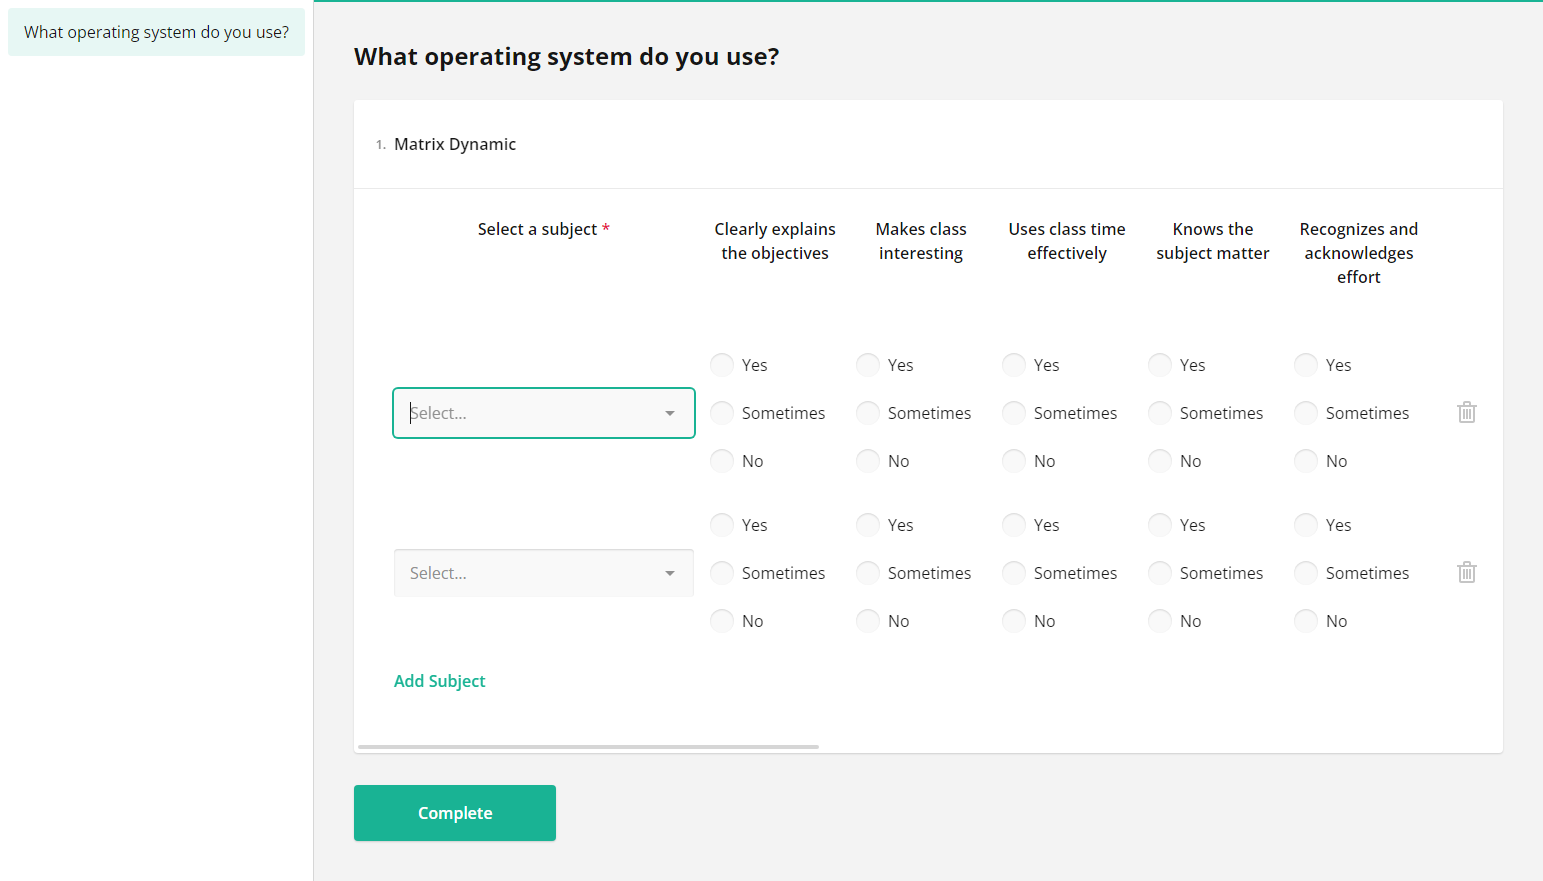 What operating system do you use?
What operating system do you use?
1. Matrix Dynamic
Select a subject *
Clearly explains
the objectives
Makes class
interesting
Uses class time
effectively
Knows the
subject matter
Recognizes and
acknowledges
effort
Yes Yes Yes Yes Yes
Select... Sometimes Sometimes Sometimes Sometimes Sometimes
No No No No No
Yes Yes Yes Yes Yes
Select... Sometimes Sometimes Sometimes Sometimes Sometimes
No No No No No
Add Subject
Complete